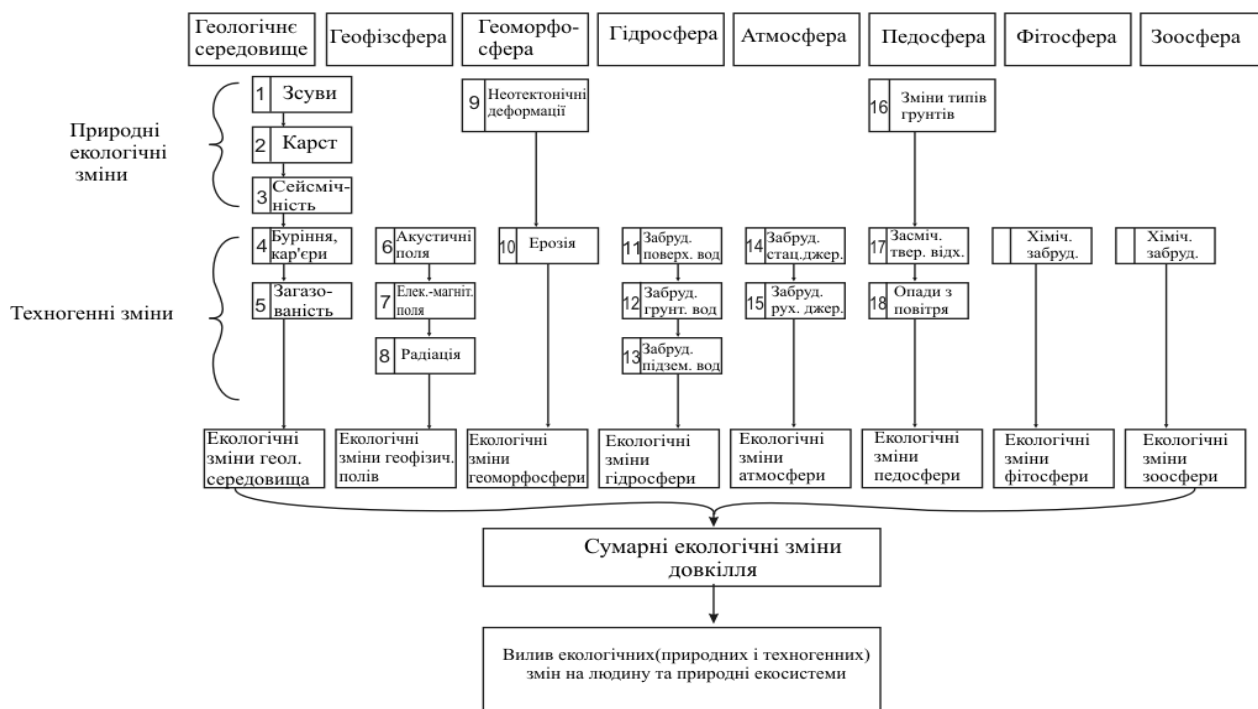 Геологічнє
середовище
Геофізсфера
Геоморфо-
сфера
Гідросфера
Атмосфера
Педосфера
Фітосфера
Зоосфера
Природні
екологічні
зміни
1 Зсуви
2 Карст
3 Сейсміч-
ність
9 Неотектонічні
деформації
16 Зміни типів
грунтів
Техногенні зміни
4 Буріння,
кар'єри
5 Загазо-
ваність
6 Акустичні
поля
7 Елек.-магніт.
поля
8 Радіація
10 Ерозія
11 Забруд.
поверх. вод
12 Забруд.
грунт. вод
13 Забруд.
підзем. вод
14 Забруд.
стац.джер.
15 Забруд.
рух. джер.
17 Засміч.
твер. відх.
18 Опади з
повітря
Хіміч.
забруд.
Хіміч.
забруд.
Екологічні
зміни геол.
середовища
Екологічні
зміни геофізич.
полів
Екологічні
зміни
геоморфосфери
Екологічні
зміни
гідросфери
Екологічні
зміни
атмосфери
Екологічні
зміни
педосфери
Екологічні
зміни
фітосфери
Екологічні
зміни
зоосфери
Сумарні екологічні зміни
довкілля
Вилив екологічних(природних і техногенних)
змін на людину та природні екосистеми